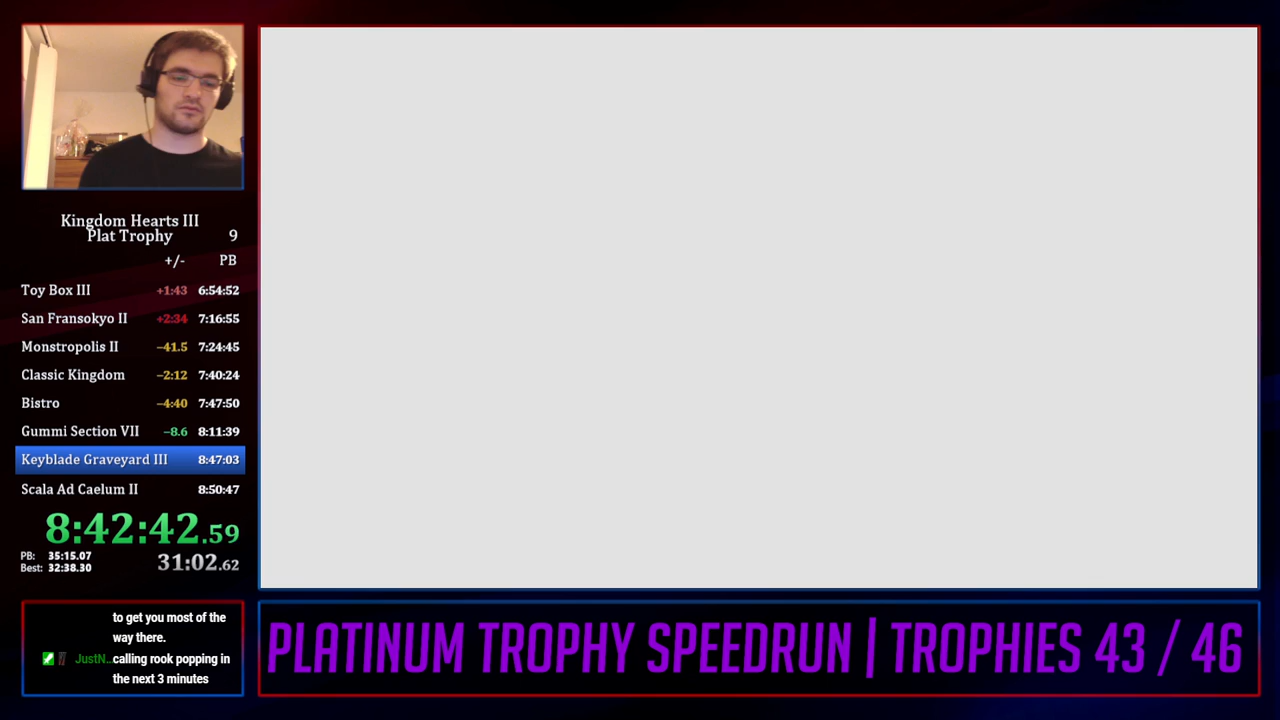 Kingdom Hearts III
Plat Trophy 9
+/- PB
Toy Box III +1:43 6:54:52
San Fransokyo II +2:34 7:16:55
Monstropolis II −41.5 7:24:45
Classic Kingdom −2:12 7:40:24
Bistro −4:40 7:47:50
Gummi Section VII −8.6 8:11:39
Keyblade Graveyard III 8:47:03
Scala Ad Caelum II 8:50:47
8:42:42.59
PB: 35:15.07
Best: 32:38.30
31:02.62
to get you most of the
way there.
JustN... calling rook popping in
the next 3 minutes
PLATINUM TROPHY SPEEDRUN | TROPHIES 43 / 46